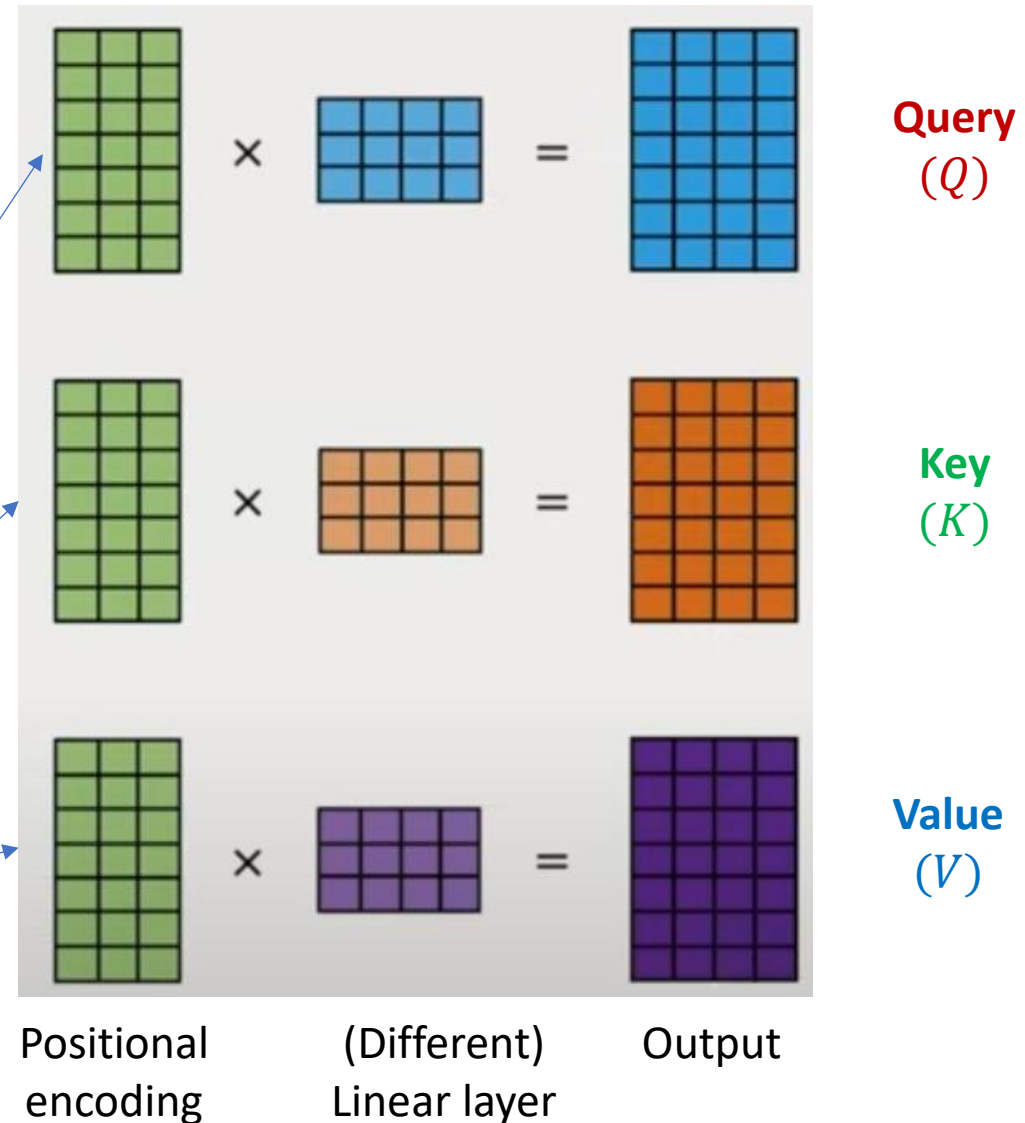 × = Query
(Q)
× = Key
(K)
× = Value
(V)
Positional
encoding
(Different)
Linear layer
Output